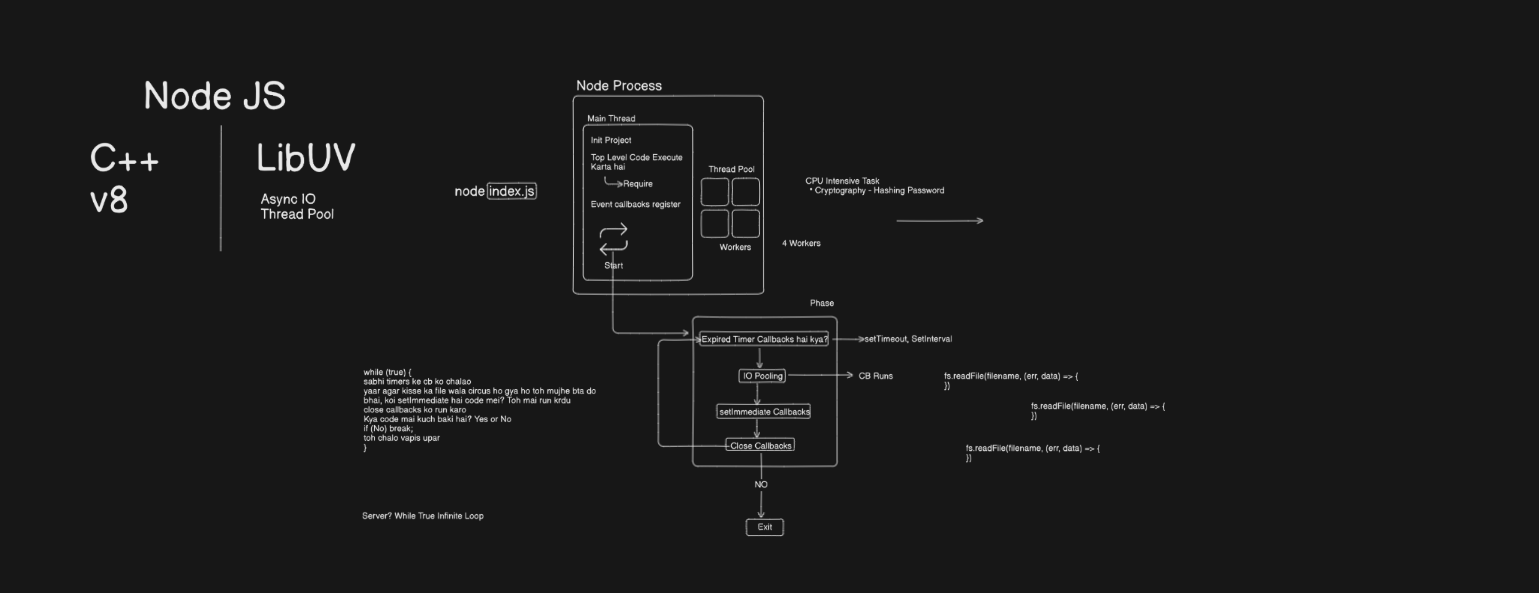 Node JS
C++
v8
LibUV
Async IO
Thread Pool
node index.js
Node Process
Main Thread
Init Project
Top Level Code Execute
Karta hai
Require
Event callbacks register
Start
Thread Pool
Workers
4 Workers
CPU Intensive Task
• Cryptography - Hashing Password
Phase
Expired Timer Callbacks hai kya?
setTimeout, SetInterval
IO Pooling
CB Runs
setImmediate Callbacks
Close Callbacks
NO
Exit
while (true) {
sabhi timers ke cb ko chalao
yaar agar kisse ka file wala circus ho gya ho toh mujhe bta do
bhai, koi setImmediate hai code mei? Toh mai run krdu
close callbacks ko run karo
Kya code mai kuch baki hai? Yes or No
if (No) break;
toh chalo vapis upar
}
Server? While True Infinite Loop
fs.readFile(filename, (err, data) => {
})
fs.readFile(filename, (err, data) => {
})
fs.readFile(filename, (err, data) => {
})